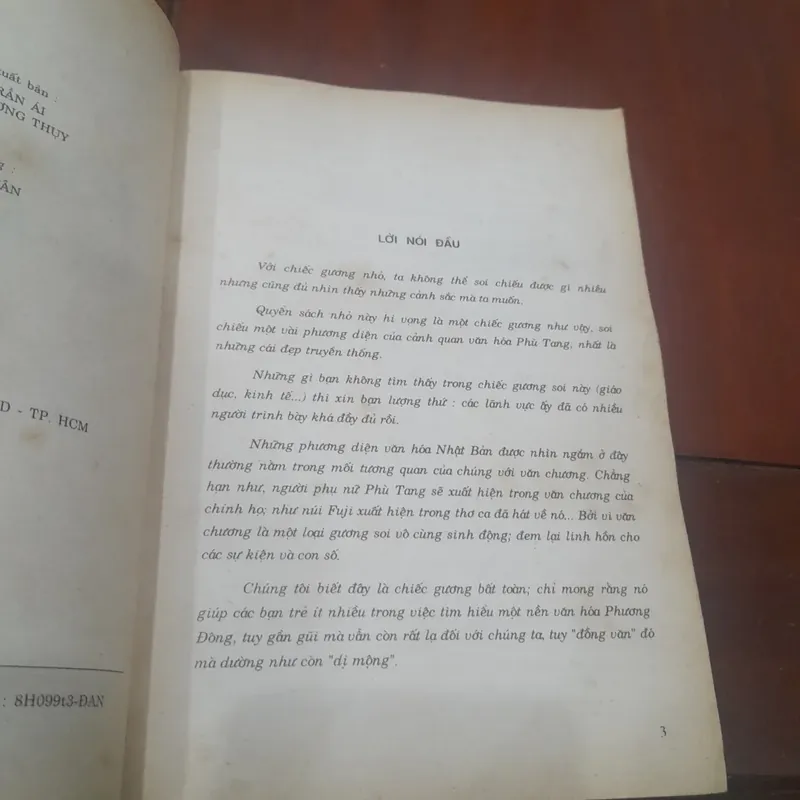 uất bản :
RẦN ÁI
ƠNG THỤY
:
ÂN
D - TP. HCM
: 8H099t3-ĐAN
LỜI NÓI ĐẦU
Với chiếc gương nhỏ, ta không thể soi chiếu được gì nhiều
nhưng cũng đủ nhìn thấy những cảnh sắc mà ta muốn.
Quyển sách nhỏ này hi vọng là một chiếc gương như vậy, soi
chiếu một vài phương diện của cảnh quan văn hóa Phù Tang, nhất là
những cái đẹp truyền thống.
Những gì bạn không tìm thấy trong chiếc gương soi này (giáo
dục, kinh tế...) thì xin bạn lượng thứ : các lãnh vực ấy đã có nhiều
người trình bày khá đầy đủ rồi.
Những phương diện văn hóa Nhật Bản được nhìn ngắm ở đây
thường nằm trong mối tương quan của chúng với văn chương. Chẳng
hạn như, người phụ nữ Phù Tang sẽ xuất hiện trong văn chương của
chính họ; như núi Fuji xuất hiện trong thơ ca đã hát về nó... Bởi vì văn
chương là một loại gương soi vô cùng sinh động; đem lại linh hồn cho
các sự kiện và con số.
Chúng tôi biết đây là chiếc gương bất toàn; chỉ mong rằng nó
giúp các bạn trẻ ít nhiều trong việc tìm hiểu một nền văn hóa Phương
Đông, tuy gần gũi mà vẫn còn rất lạ đối với chúng ta, tuy "đồng văn" đó
mà dường như còn "dị mộng".
3